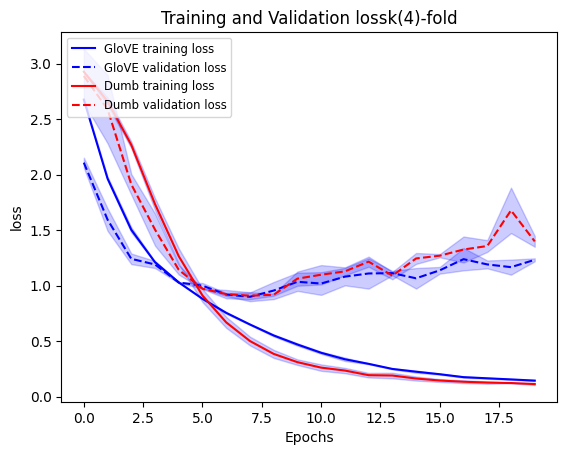 Training and Validation lossk(4)-fold
GloVE training loss
GloVE validation loss
Dumb training loss
Dumb validation loss
3.0
2.5
2.0
1.5
1.0
0.5
0.0
loss
0.0 2.5 5.0 7.5 10.0 12.5 15.0 17.5
Epochs